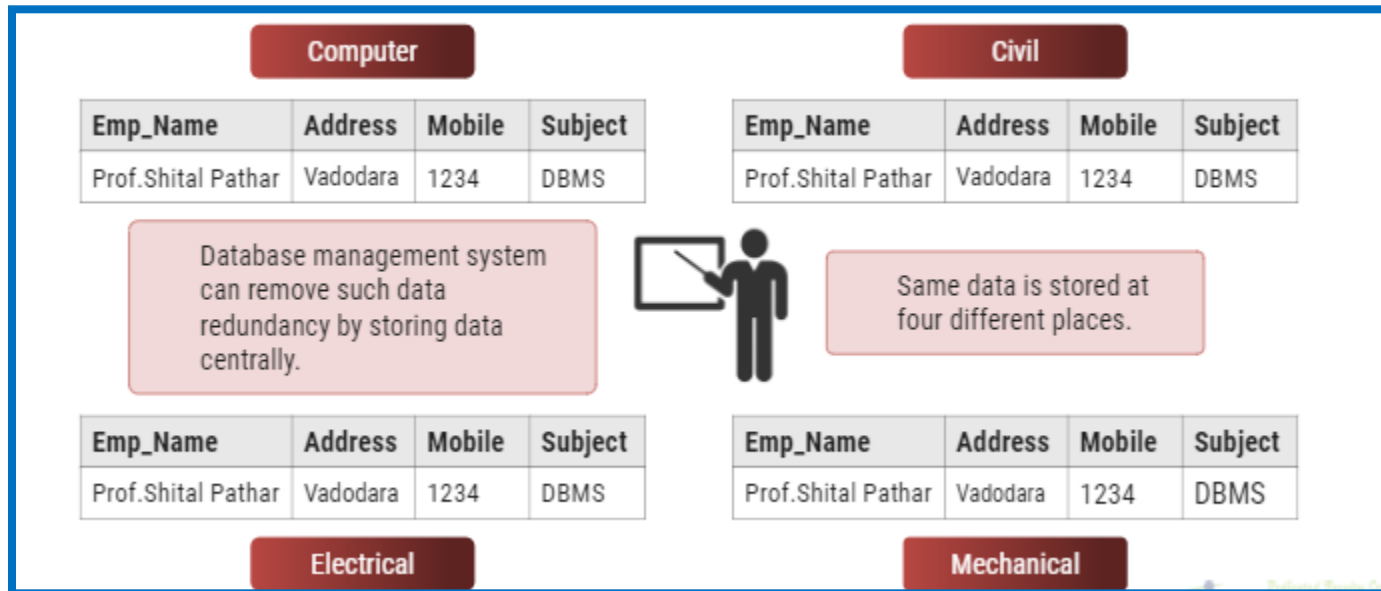 Computer
Civil
Emp_Name Address Mobile Subject
Prof.Shital Pathar Vadodara 1234 DBMS
Emp_Name Address Mobile Subject
Prof.Shital Pathar Vadodara 1234 DBMS
Database management system
can remove such data
redundancy by storing data
centrally.
Same data is stored at
four different places.
Emp_Name Address Mobile Subject
Prof.Shital Pathar Vadodara 1234 DBMS
Emp_Name Address Mobile Subject
Prof.Shital Pathar Vadodara 1234 DBMS
Electrical
Mechanical